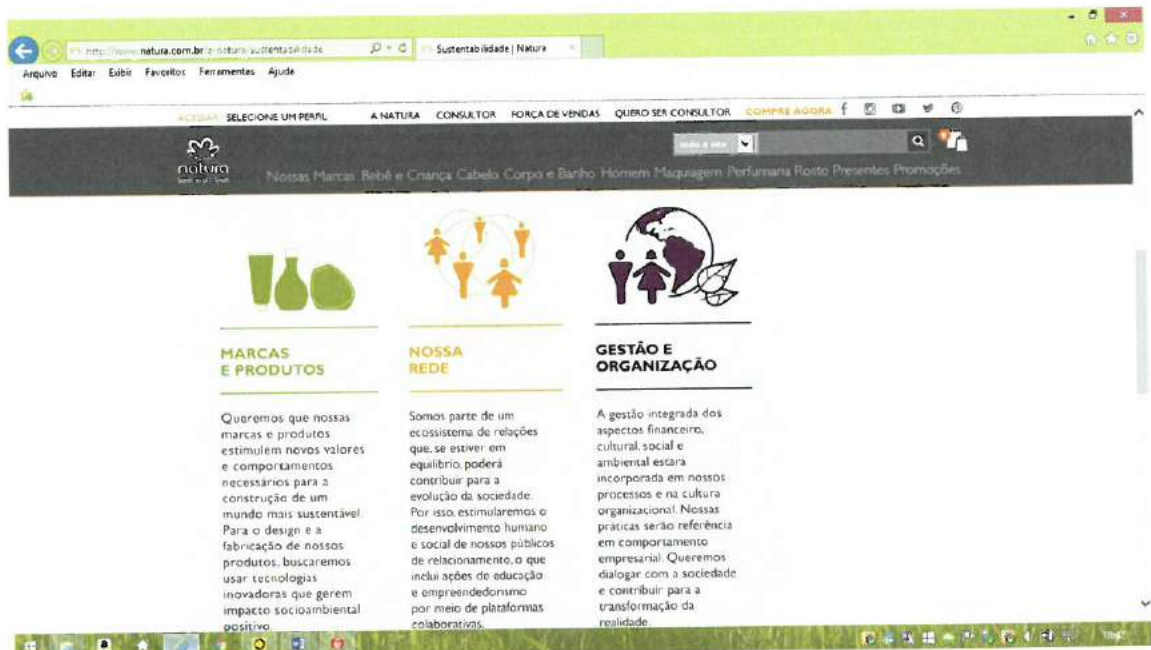 http://www.natura.com.br/a-natura/sustentabilidade
Sustentabilidade | Natura
Arquivo Editar Exibir Favoritos Ferramentas Ajuda
ACESSAR SELECIONE UM PERFIL A NATURA CONSULTOR FORÇA DE VENDAS QUERO SER CONSULTOR COMPRE AGORA
todo o site
natura
Nossas Marcas Bebê e Criança Cabelo Corpo e Banho Homem Maquiagem Perfumaria Rosto Presentes Promoções
MARCAS
E PRODUTOS
Queremos que nossas
marcas e produtos
estimulem novos valores
e comportamentos
necessários para a
construção de um
mundo mais sustentável.
Para o design e a
fabricação de nossos
produtos, buscaremos
usar tecnologias
inovadoras que gerem
impacto socioambiental
positivo.
NOSSA
REDE
Somos parte de um
ecossistema de relações
que, se estiver em
equilíbrio, poderá
contribuir para a
evolução da sociedade.
Por isso, estimularemos o
desenvolvimento humano
e social de nossos públicos
de relacionamento, o que
inclui ações de educação
e empreendedorismo
por meio de plataformas
colaborativas.
GESTÃO E
ORGANIZAÇÃO
A gestão integrada dos
aspectos financeiro,
cultural, social e
ambiental estará
incorporada em nossos
processos e na cultura
organizacional. Nossas
práticas serão referência
em comportamento
empresarial. Queremos
dialogar com a sociedade
e contribuir para a
transformação da
realidade.